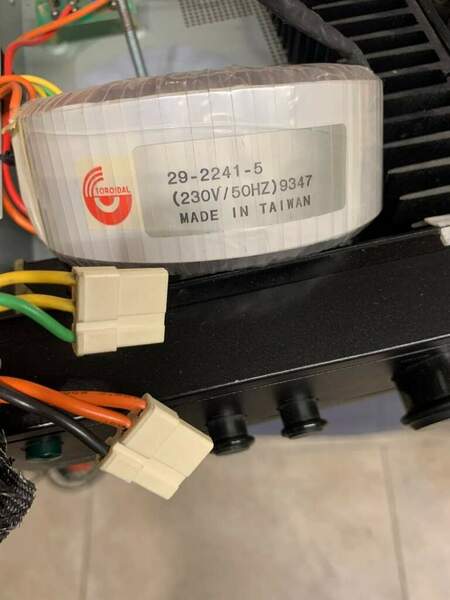 TOROIDAL
29-2241-5
(230V/50HZ)9347
MADE IN TAIWAN